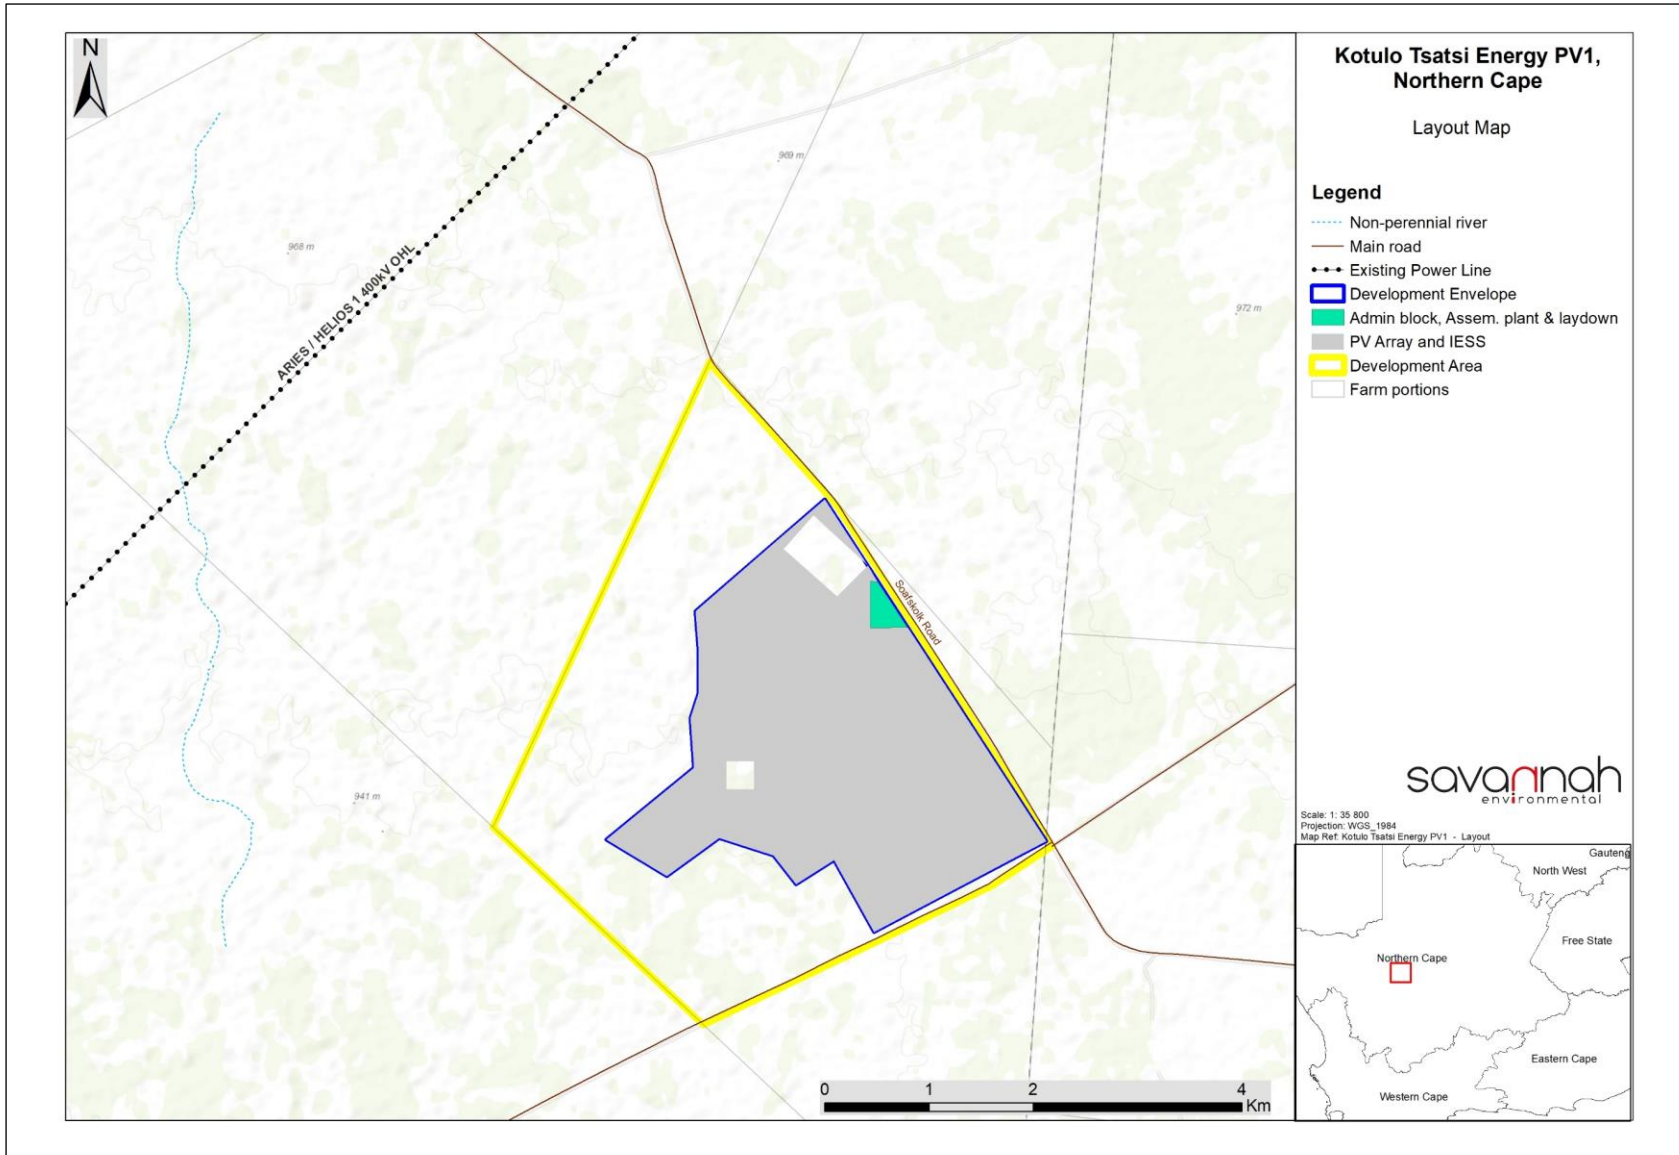 N
Kotulo Tsatsi Energy PV1,
Northern Cape
Layout Map
Legend
Non-perennial river
Main road
Existing Power Line
Development Envelope
Admin block, Assem. plant & laydown
PV Array and IESS
Development Area
Farm portions
969 m
968 m
ARIES / HELIOS 1 400kV OHL
972 m
Soafskolk Road
941 m
savannah
environmental
Scale: 1: 35 800
Projection: WGS_1984
Map Ref: Kotulo Tsatsi Energy PV1 - Layout
Gauteng
North West
Free State
Northern Cape
Eastern Cape
Western Cape
0 1 2 4
Km